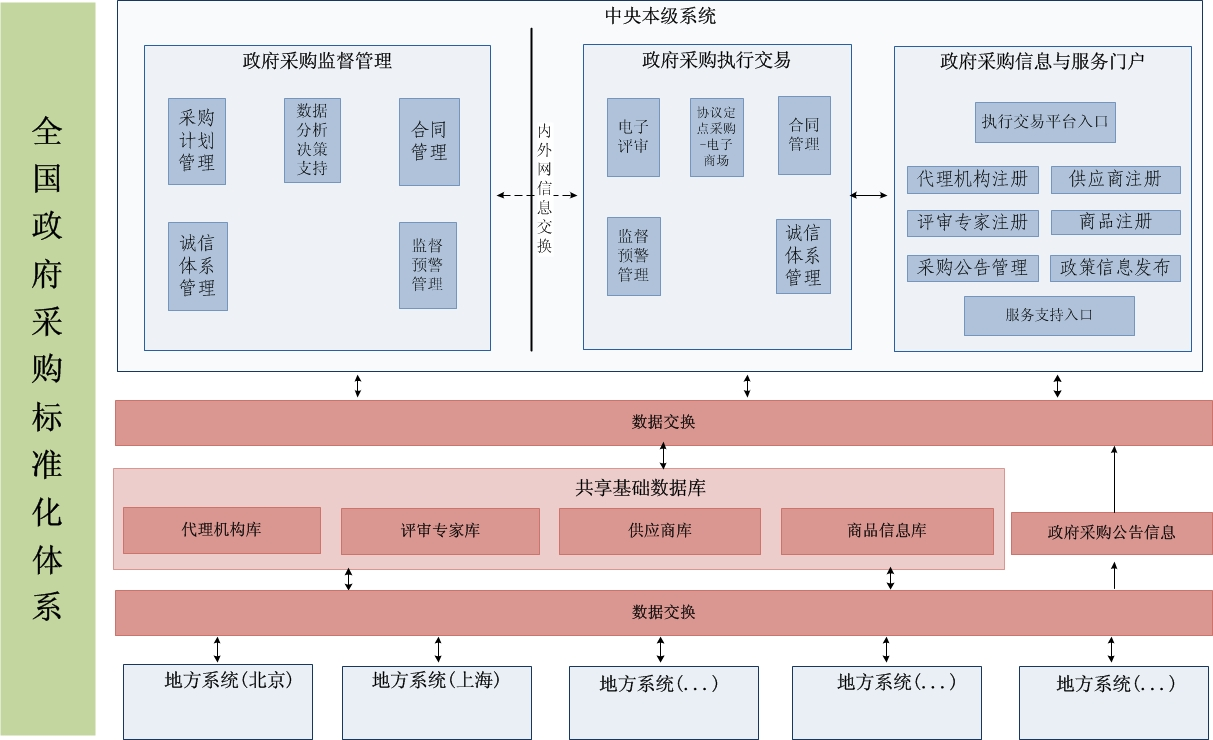 全国政府采购标准化体系
中央本级系统
政府采购监督管理
采购
计划
管理
数据
分析
决策
支持
合同
管理
诚信
体系
管理
监督
预警
管理
内外网信息交换
政府采购执行交易
电子
评审
协议定
点采购
-电子
商场
合同
管理
监督
预警
管理
诚信
体系
管理
政府采购信息与服务门户
执行交易平台入口
代理机构注册
供应商注册
评审专家注册
商品注册
采购公告管理
政策信息发布
服务支持入口
数据交换
共享基础数据库
代理机构库
评审专家库
供应商库
商品信息库
政府采购公告信息
数据交换
地方系统(北京)
地方系统(上海)
地方系统(...)
地方系统(...)
地方系统(...)